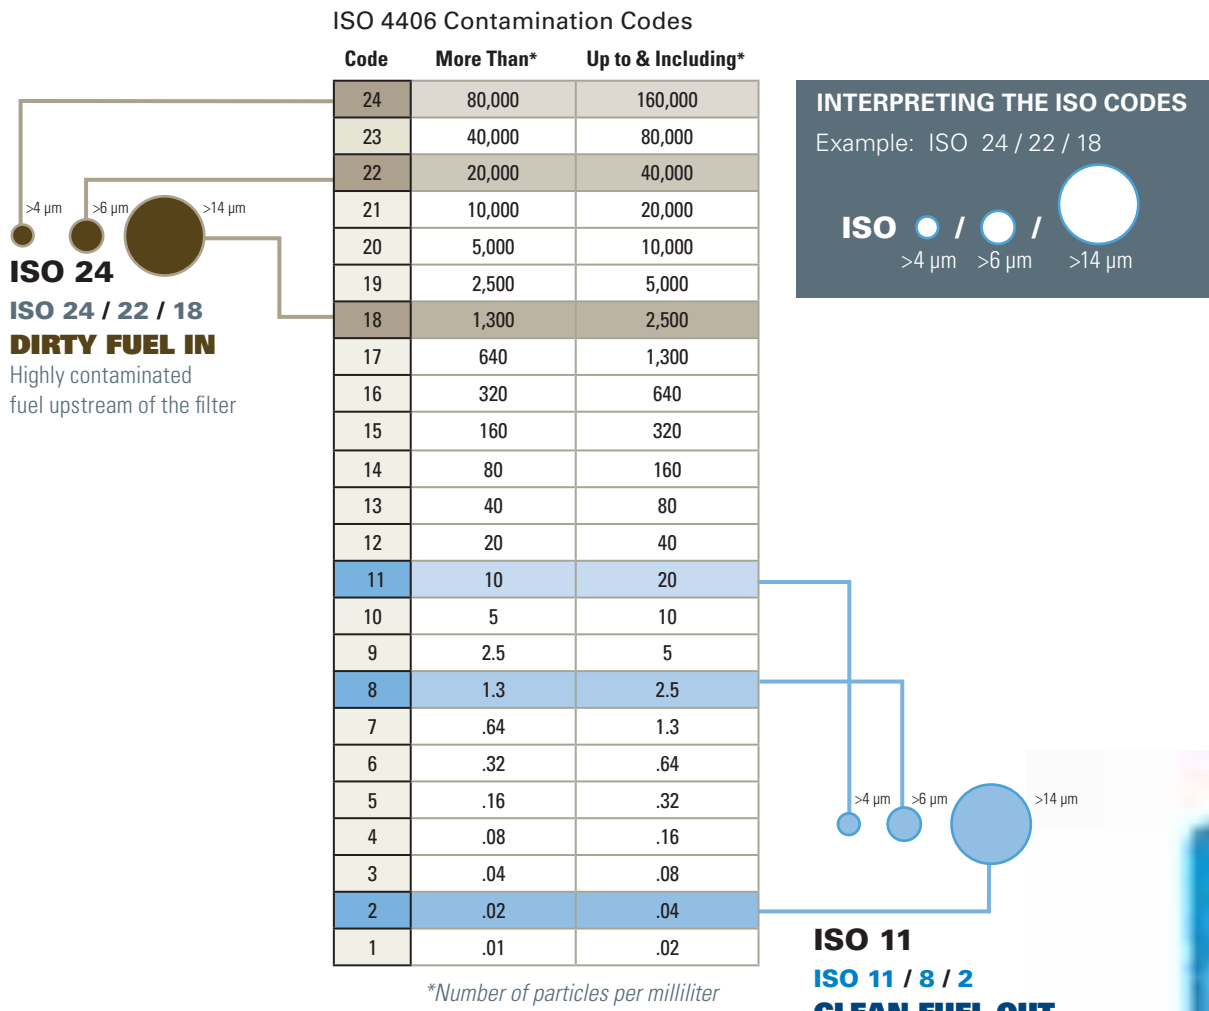 ISO 4406 Contamination Codes
Code More Than* Up to & Including*
24 80,000 160,000
23 40,000 80,000
22 20,000 40,000
21 10,000 20,000
20 5,000 10,000
19 2,500 5,000
18 1,300 2,500
17 640 1,300
16 320 640
15 160 320
14 80 160
13 40 80
12 20 40
11 10 20
10 5 10
9 2.5 5
8 1.3 2.5
7 .64 1.3
6 .32 .64
5 .16 .32
4 .08 .16
3 .04 .08
2 .02 .04
1 .01 .02
*Number of particles per milliliter
>4 µm >6 µm >14 µm
ISO 24
ISO 24 / 22 / 18
DIRTY FUEL IN
Highly contaminated
fuel upstream of the filter
INTERPRETING THE ISO CODES
Example: ISO 24 / 22 / 18
ISO / /
>4 µm >6 µm >14 µm
>4 µm >6 µm >14 µm
ISO 11
ISO 11 / 8 / 2
CLEAN FUEL OUT